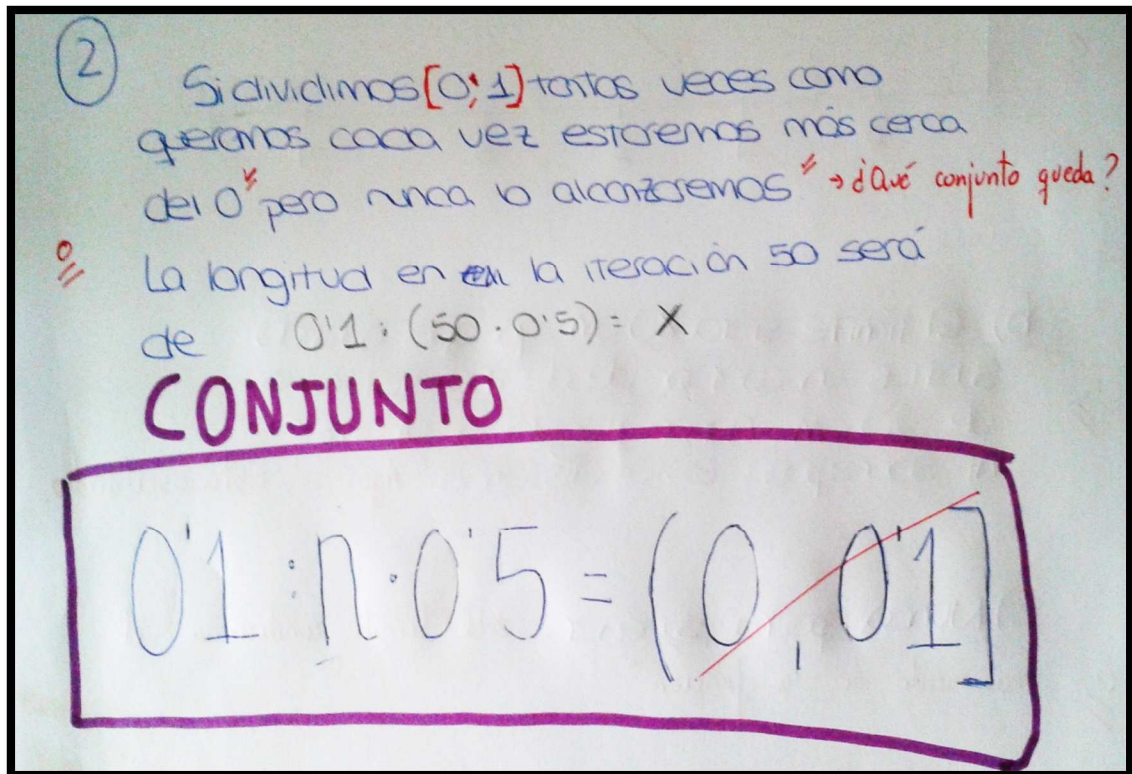 2
Si dividimos [0; 1] tantas veces como
queramos cada vez estaremos más cerca
del 0 pero nunca lo alcanzaremos → ¿Qué conjunto queda?
0
La longitud en la iteración 50 será
de 0'1 : (50 · 0'5) = X
CONJUNTO
0'1 : n · 0'5 = (0, 0'1]